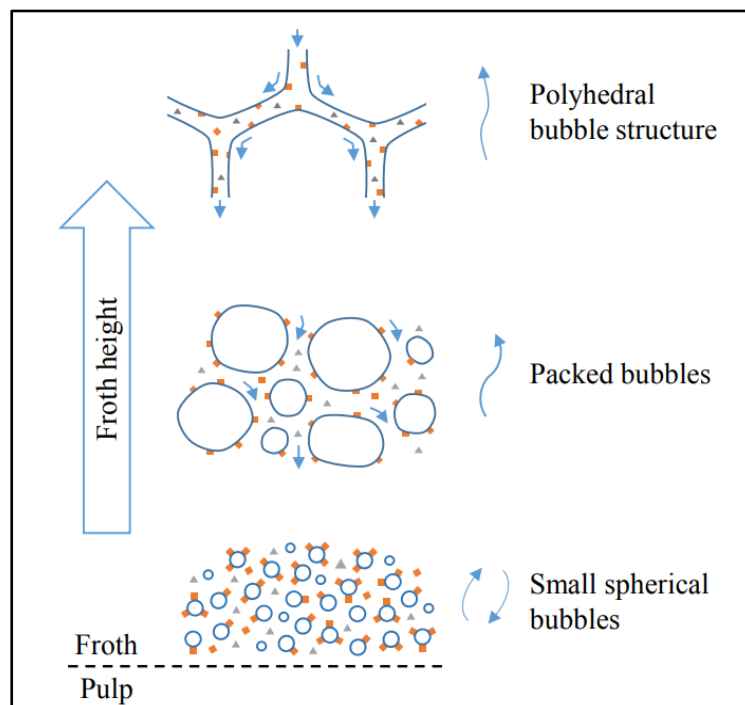 Polyhedral
bubble structure
Froth height
Packed bubbles
Small spherical
bubbles
Froth
Pulp